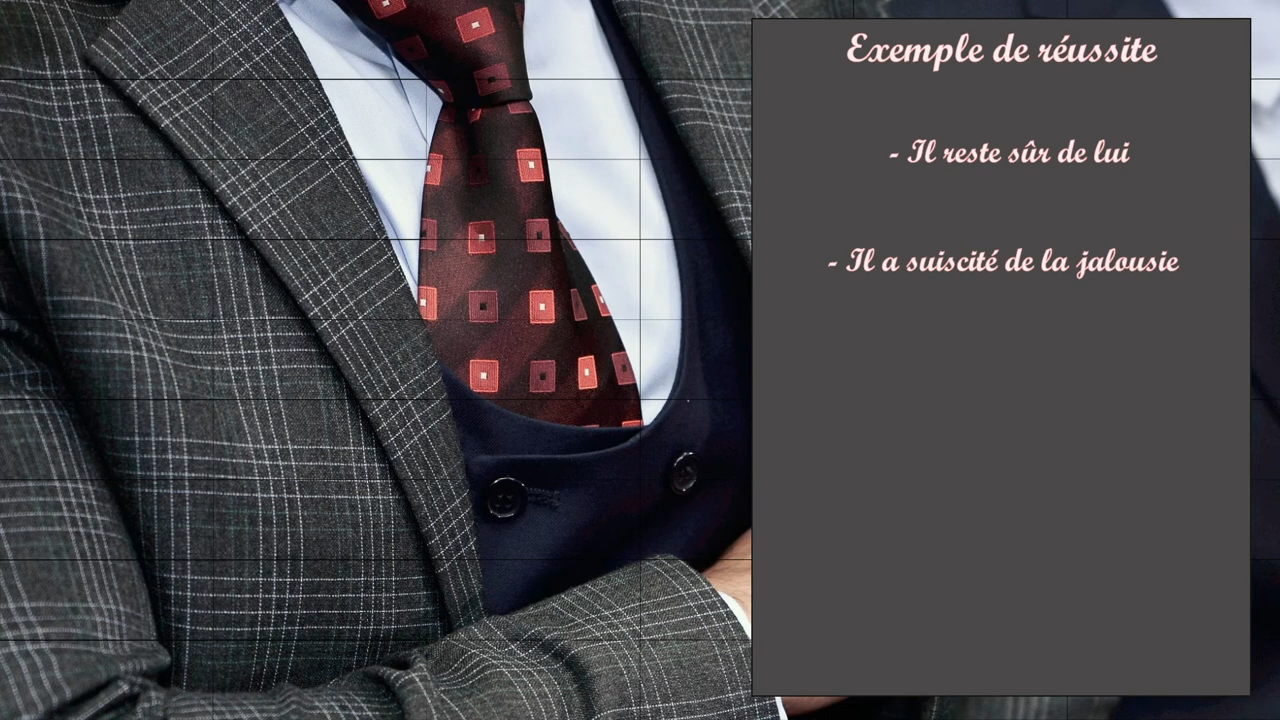 Exemple de réussite
- Il reste sûr de lui
- Il a suiscité de la jalousie